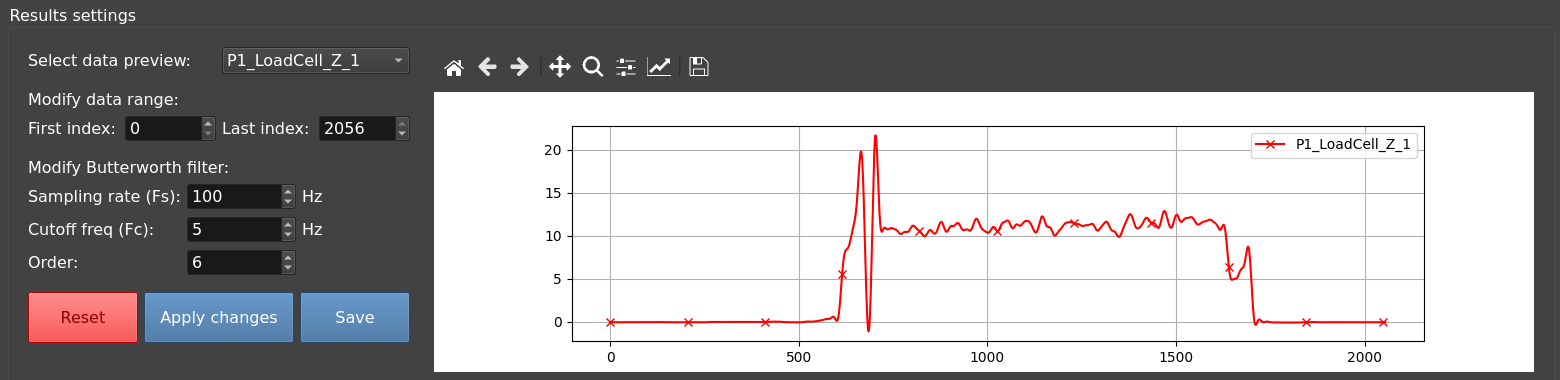 Results settings
Select data preview: P1_LoadCell_Z_1
Modify data range:
First index: 0 Last index: 2056
Modify Butterworth filter:
Sampling rate (Fs): 100 Hz
Cutoff freq (Fc): 5 Hz
Order: 6
Reset Apply changes Save
P1_LoadCell_Z_1
20
15
10
5
0
0 500 1000 1500 2000